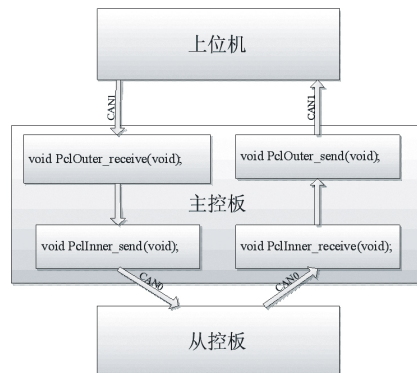 上位机
CAN1
CAN1
void PclOuter_receive(void);
void PclOuter_send(void);
主控板
void PclInner_send(void);
void PclInner_receive(void);
CAN0
CAN0
从控板